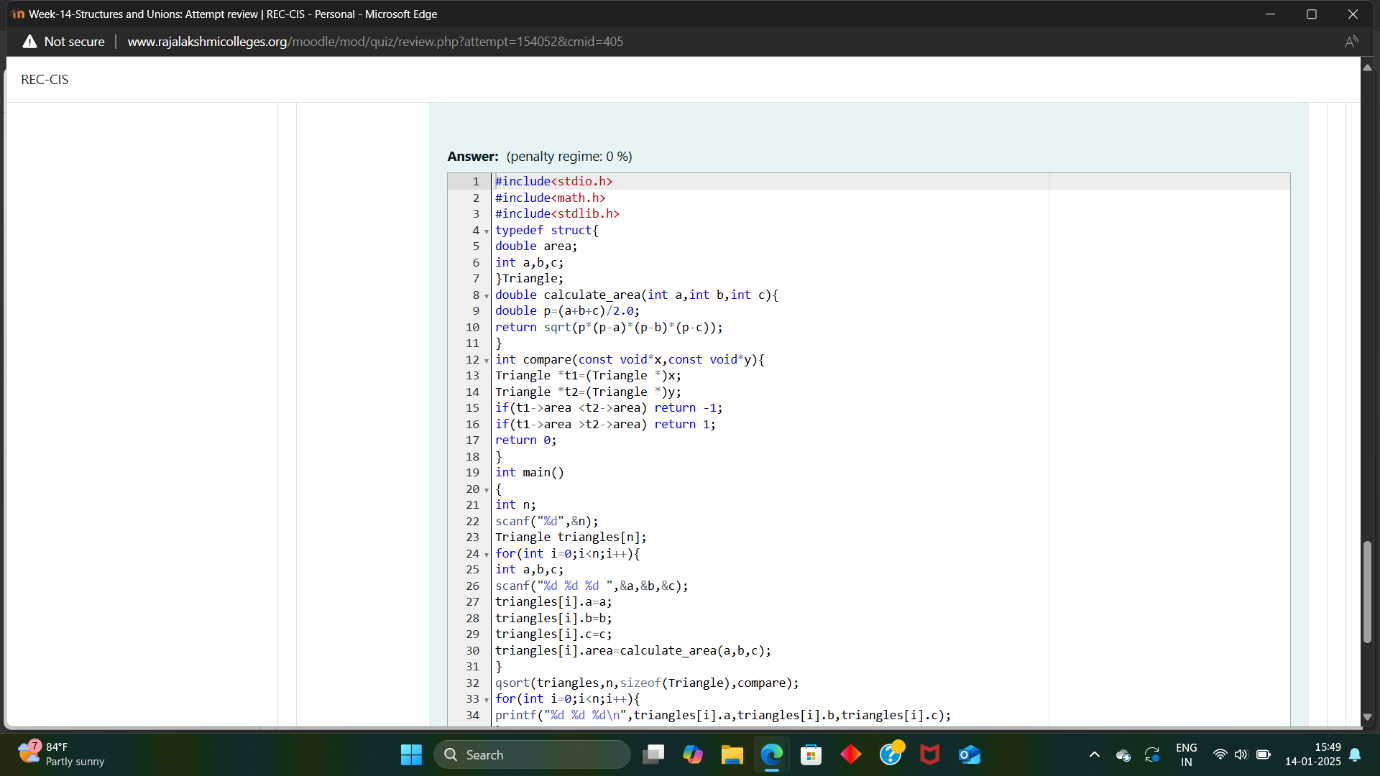 Week-14-Structures and Unions: Attempt review | REC-CIS - Personal - Microsoft Edge
Not secure | www.rajalakshmicolleges.org/moodle/mod/quiz/review.php?attempt=154052&cmid=405
REC-CIS
Answer: (penalty regime: 0 %)
1 #include<stdio.h>
2 #include<math.h>
3 #include<stdlib.h>
4 typedef struct{
5 double area;
6 int a,b,c;
7 }Triangle;
8 double calculate_area(int a,int b,int c){
9 double p=(a+b+c)/2.0;
10 return sqrt(p*(p-a)*(p-b)*(p-c));
11 }
12 int compare(const void*x,const void*y){
13 Triangle *t1=(Triangle *)x;
14 Triangle *t2=(Triangle *)y;
15 if(t1->area <t2->area) return -1;
16 if(t1->area >t2->area) return 1;
17 return 0;
18 }
19 int main()
20 {
21 int n;
22 scanf("%d",&n);
23 Triangle triangles[n];
24 for(int i=0;i<n;i++){
25 int a,b,c;
26 scanf("%d %d %d ",&a,&b,&c);
27 triangles[i].a=a;
28 triangles[i].b=b;
29 triangles[i].c=c;
30 triangles[i].area=calculate_area(a,b,c);
31 }
32 qsort(triangles,n,sizeof(Triangle),compare);
33 for(int i=0;i<n;i++){
34 printf("%d %d %d\n",triangles[i].a,triangles[i].b,triangles[i].c);
7
84°F
Partly sunny
Search
ENG
IN
15:49
14-01-2025